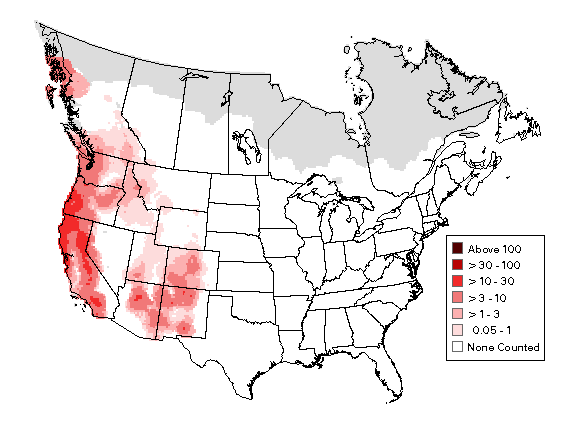 Above 100
> 30 - 100
> 10 - 30
> 3 - 10
> 1 - 3
0.05 - 1
None Counted